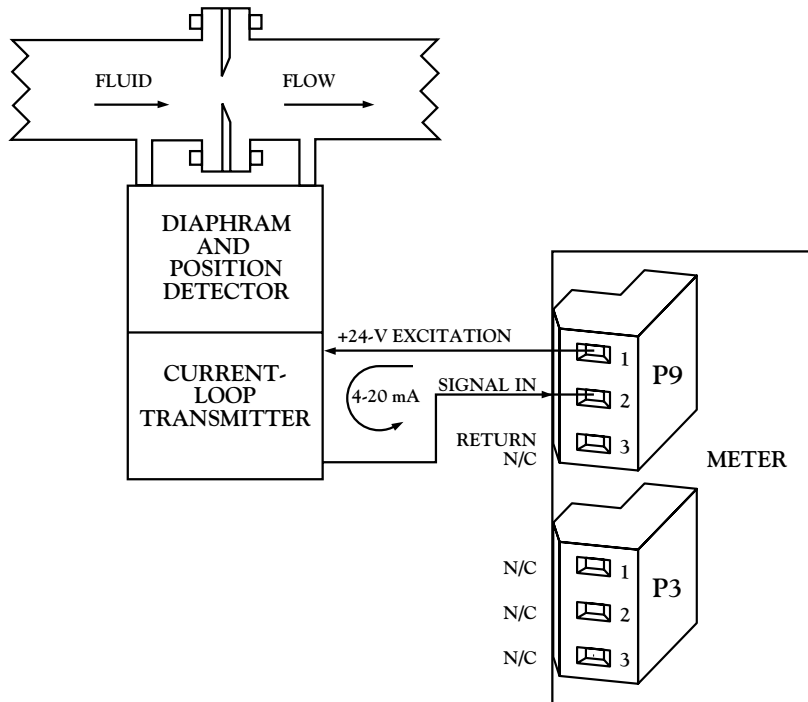 FLUID
FLOW
DIAPHRAM
AND
POSITION
DETECTOR
+24-V EXCITATION
1
P9
CURRENT-
LOOP
TRANSMITTER
4-20 mA
SIGNAL IN
2
RETURN
N/C
3
METER
N/C
1
P3
N/C
2
N/C
3